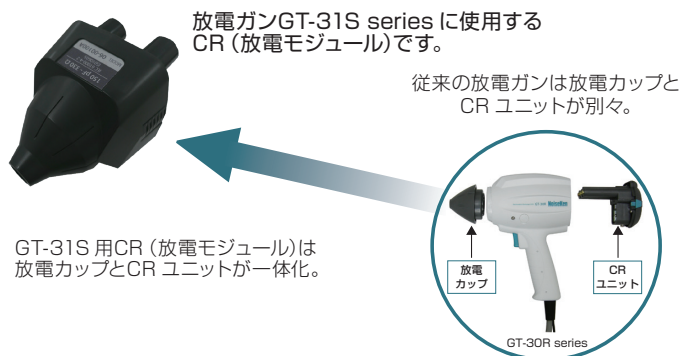 放電ガンGT-31S series に使用する
CR（放電モジュール）です。
従来の放電ガンは放電カップと
CR ユニットが別々。
150 pF - 330 Ω
GT-31S 用CR（放電モジュール）は
放電カップとCR ユニットが一体化。
NoiseKen
放電
カップ
CR
ユニット
GT-30R series